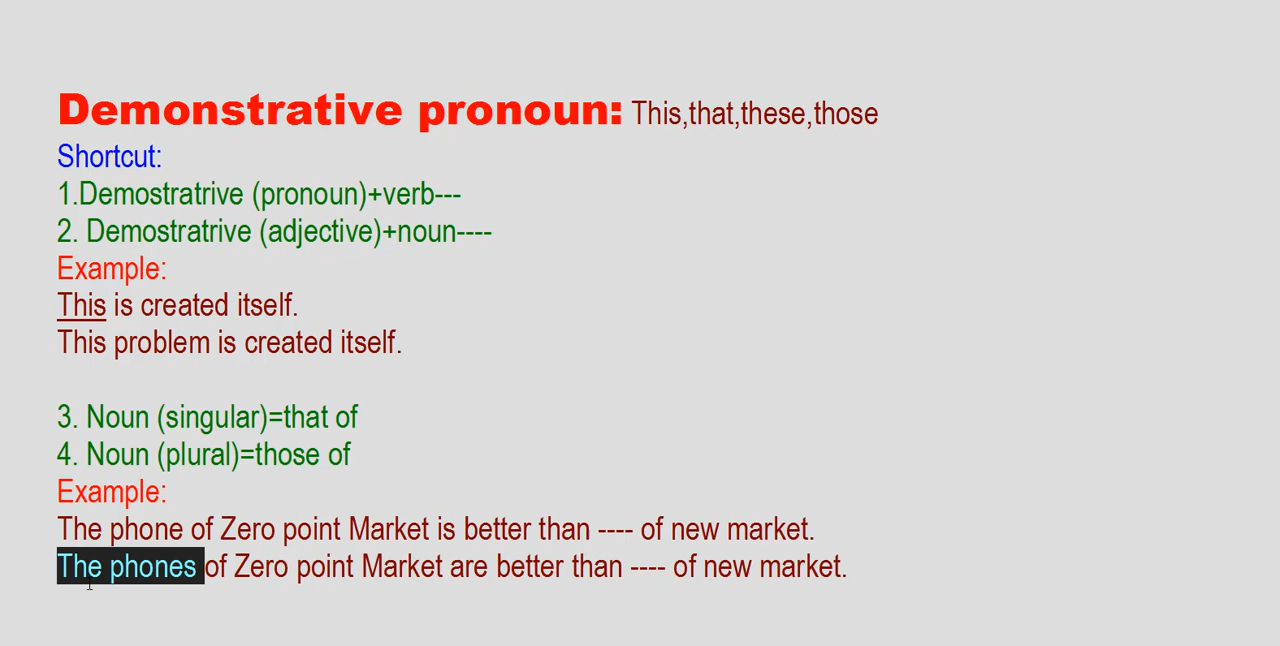 Demonstrative pronoun: This,that,these,those
Shortcut:
1.Demostratrive (pronoun)+verb---
2. Demostratrive (adjective)+noun----
Example:
This is created itself.
This problem is created itself.
3. Noun (singular)=that of
4. Noun (plural)=those of
Example:
The phone of Zero point Market is better than ---- of new market.
The phones of Zero point Market are better than ---- of new market.